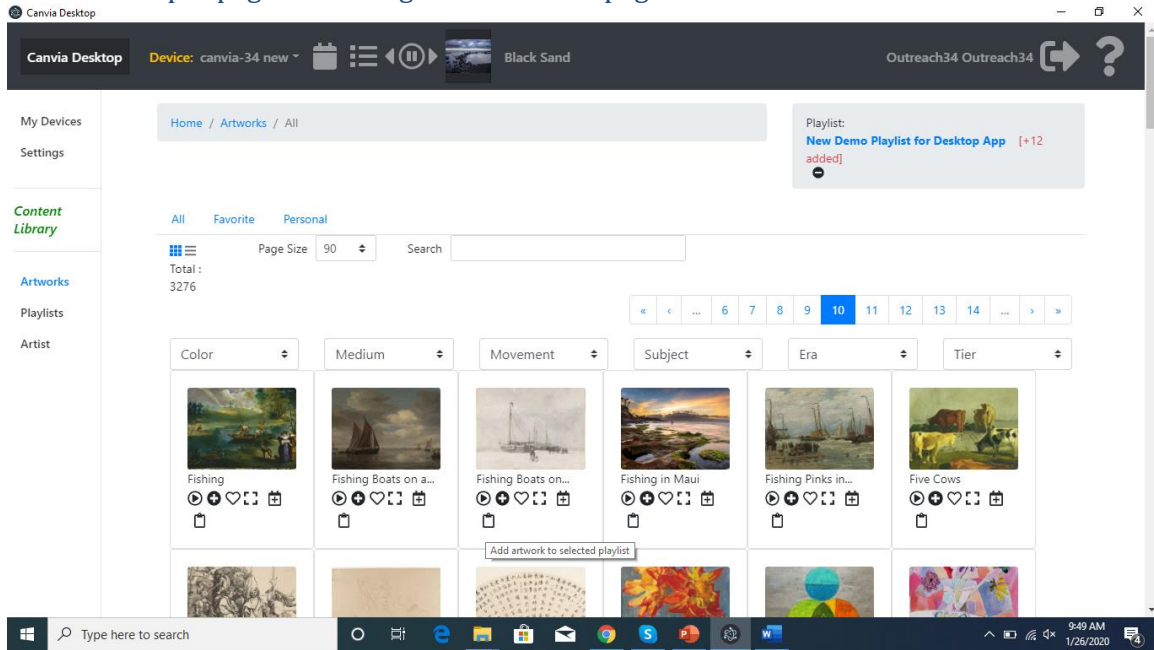 Canvia Desktop
Canvia Desktop Device: canvia-34 new Black Sand Outreach34 Outreach34
My Devices
Settings
Content
Library
Artworks
Playlists
Artist
Home / Artworks / All
Playlist:
New Demo Playlist for Desktop App [+12
added]
All Favorite Personal
Page Size 90 Search
Total :
3276
« ‹ ... 6 7 8 9 10 11 12 13 14 ... › »
Color Medium Movement Subject Era Tier
Fishing Fishing Boats on a... Fishing Boats on... Fishing in Maui Fishing Pinks in... Five Cows
Add artwork to selected playlist
Type here to search
9:49 AM
1/26/2020
4